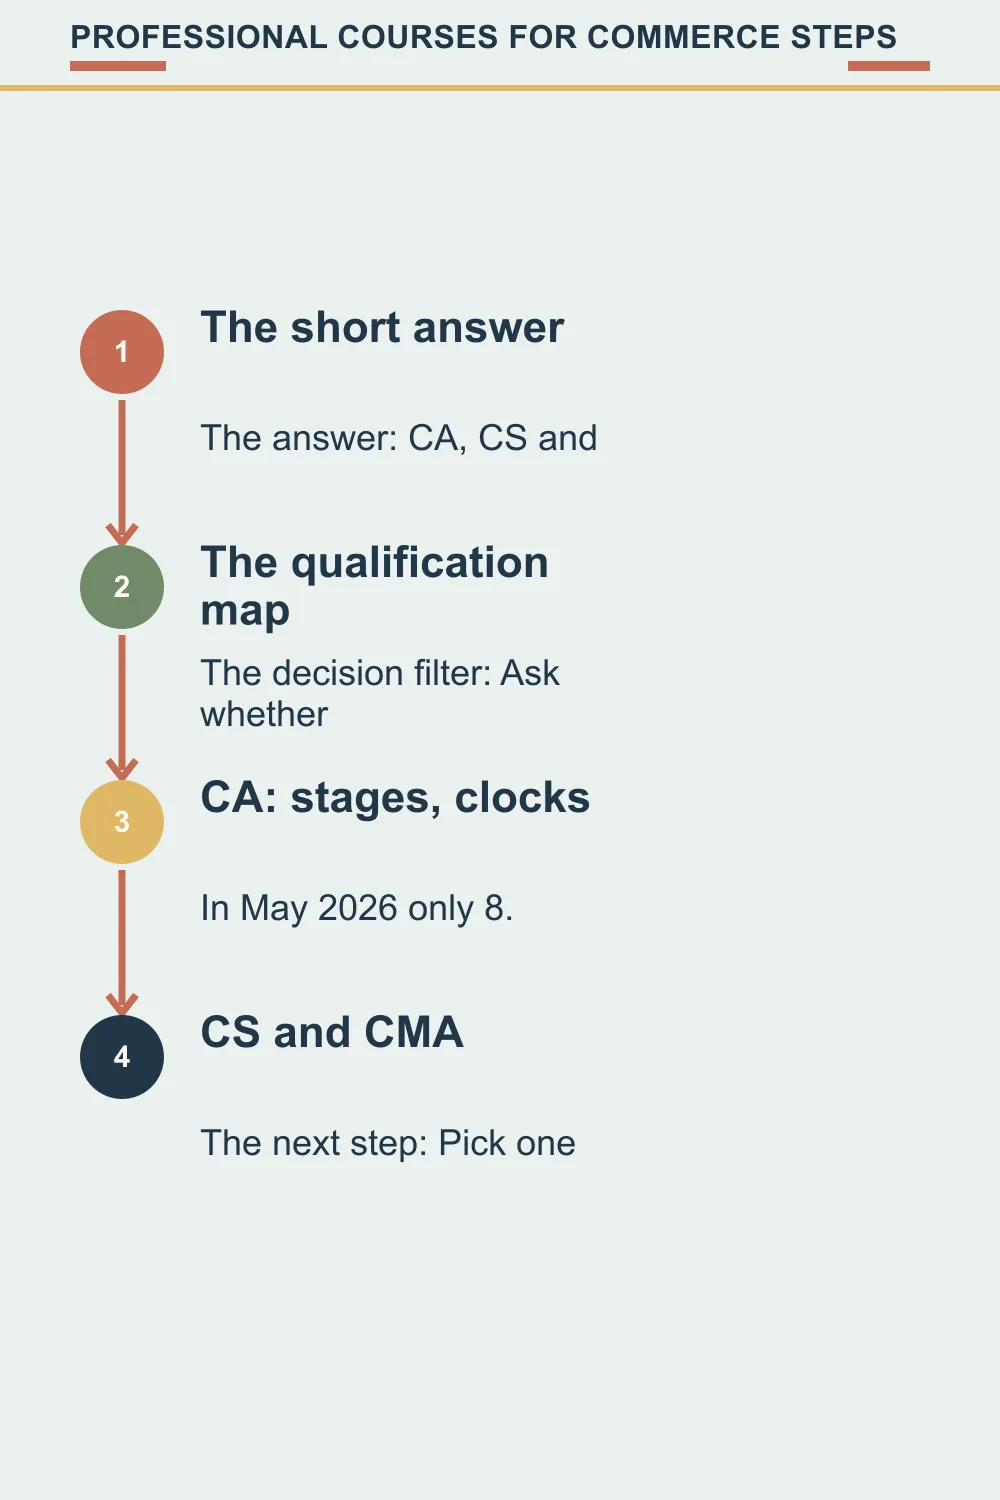 PROFESSIONAL COURSES FOR COMMERCE STEPS
1
The short answer
The answer: CA, CS and
2
The qualification
map
The decision filter: Ask
whether
3
CA: stages, clocks
In May 2026 only 8.
4
CS and CMA
The next step: Pick one